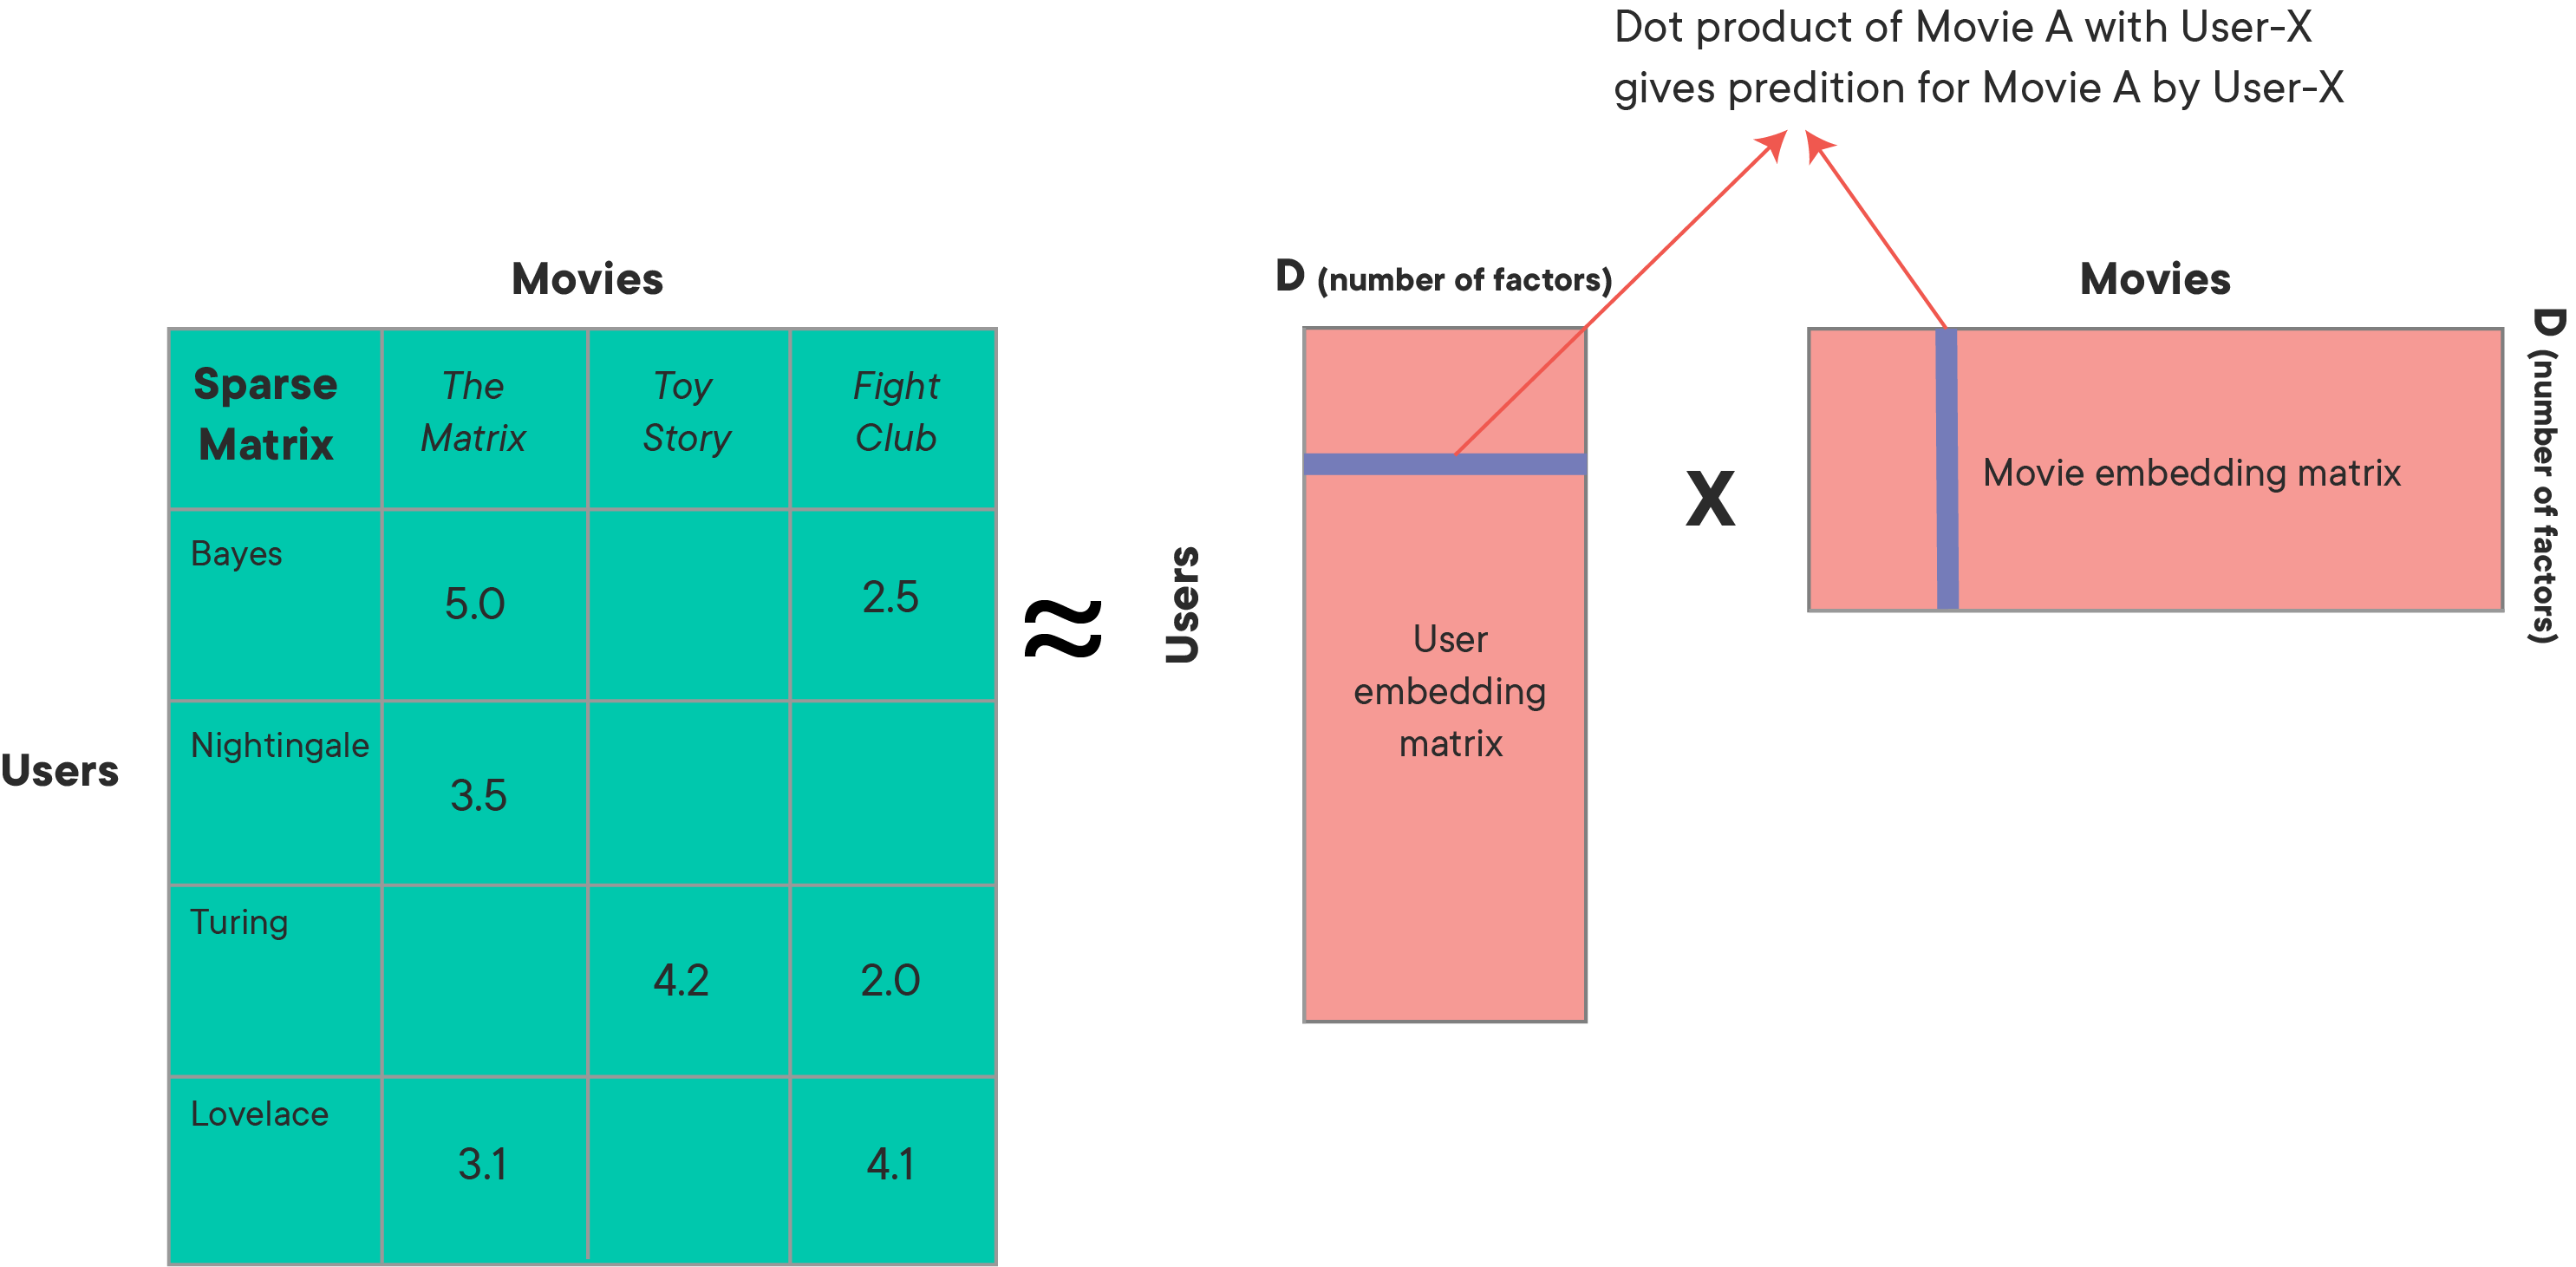 Dot product of Movie A with User-X
gives predition for Movie A by User-X
Movies
Sparse
Matrix
The
Matrix
Toy
Story
Fight
Club
Users
Bayes
5.0
2.5
Nightingale
3.5
Turing
4.2
2.0
Lovelace
3.1
4.1
≈
Users
D (number of factors)
User
embedding
matrix
X
Movies
Movie embedding matrix
D (number of factors)